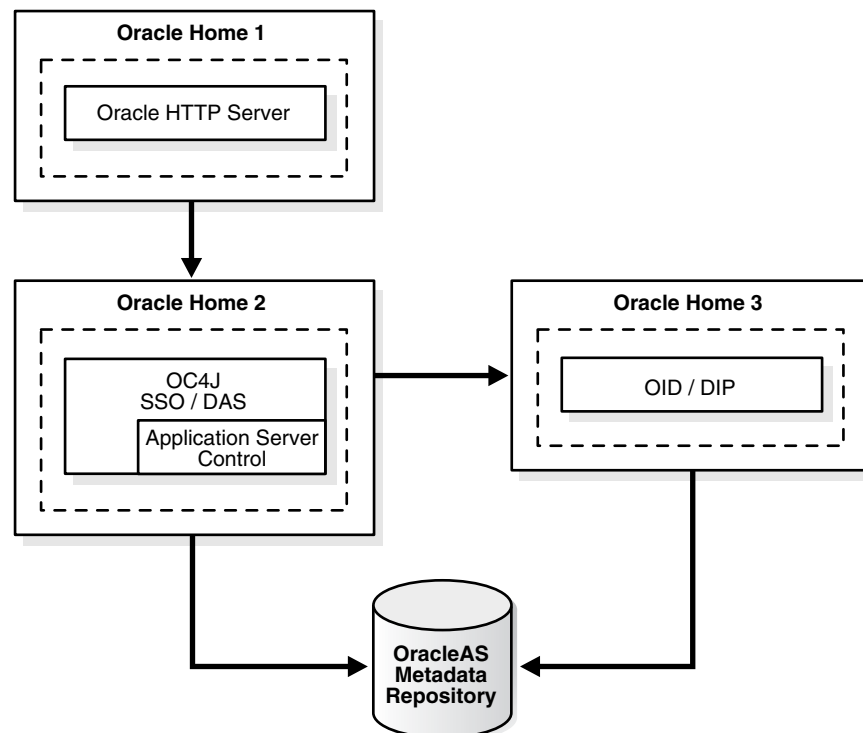 Oracle Home 1
Oracle HTTP Server
Oracle Home 2
OC4J
SSO / DAS
Application Server
Control
Oracle Home 3
OID / DIP
OracleAS
Metadata
Repository